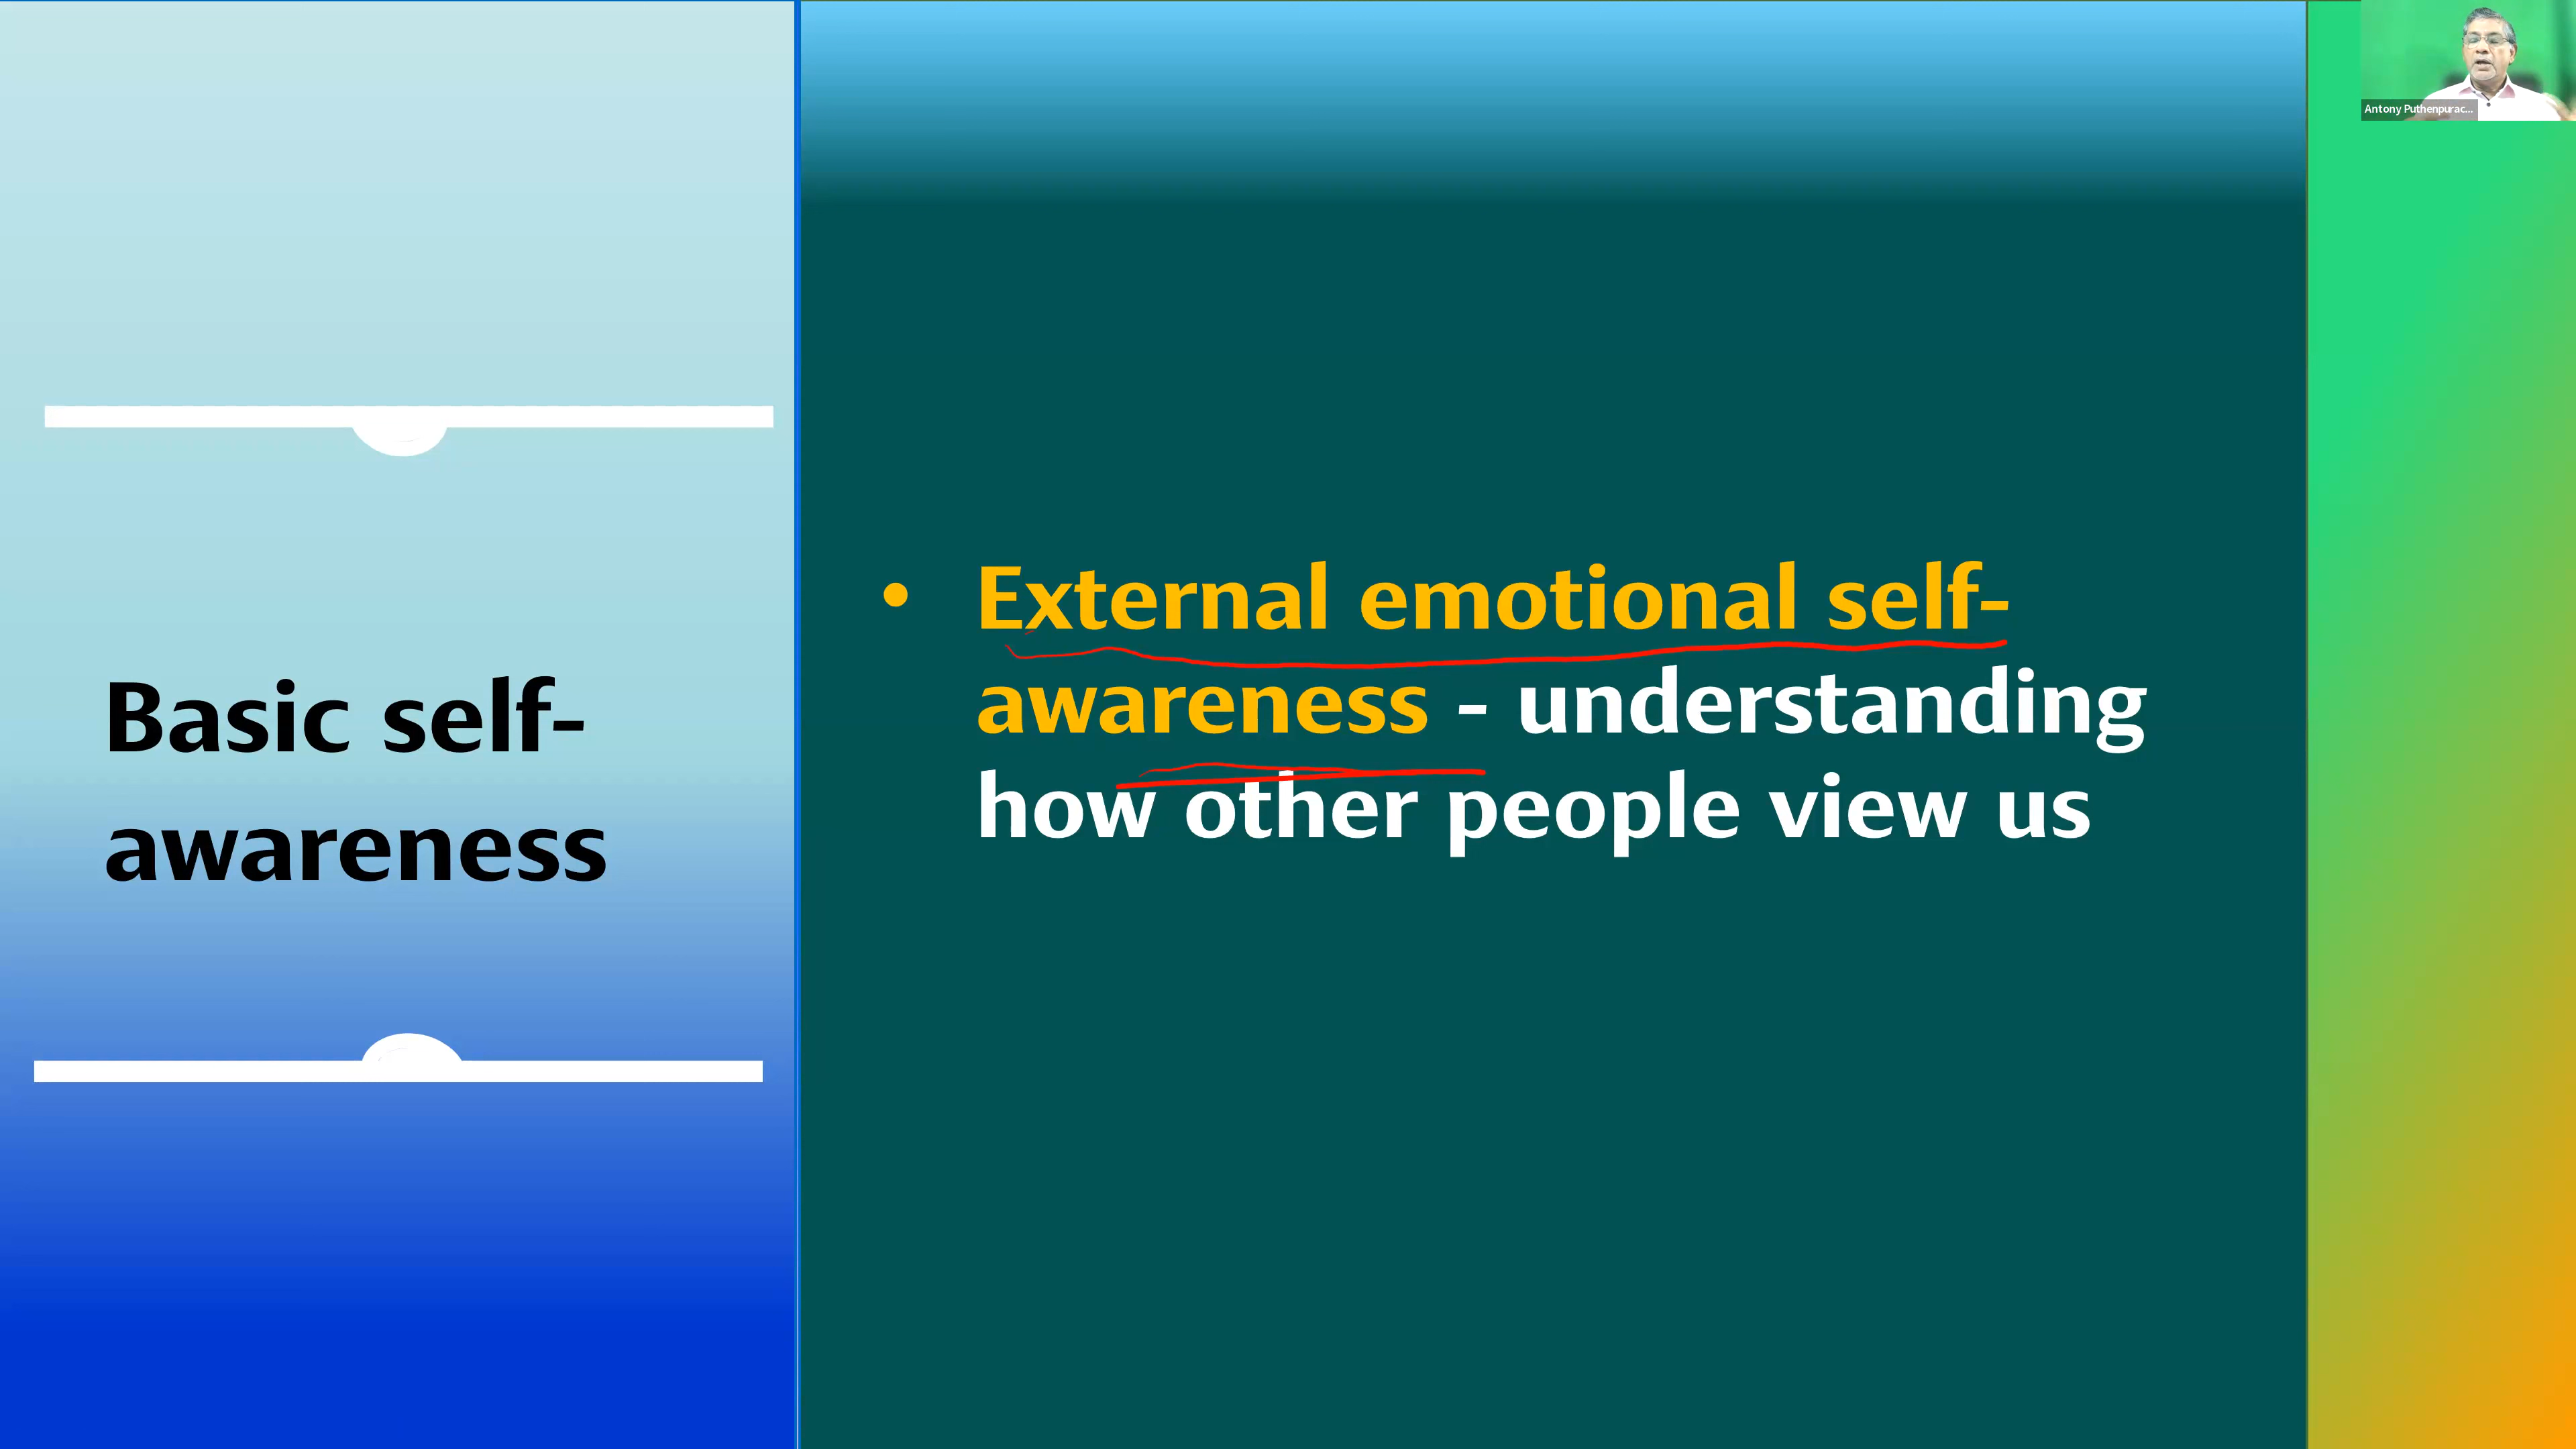 Basic self-
awareness
• External emotional self-
awareness - understanding
how other people view us
Antony Puthenpurac...